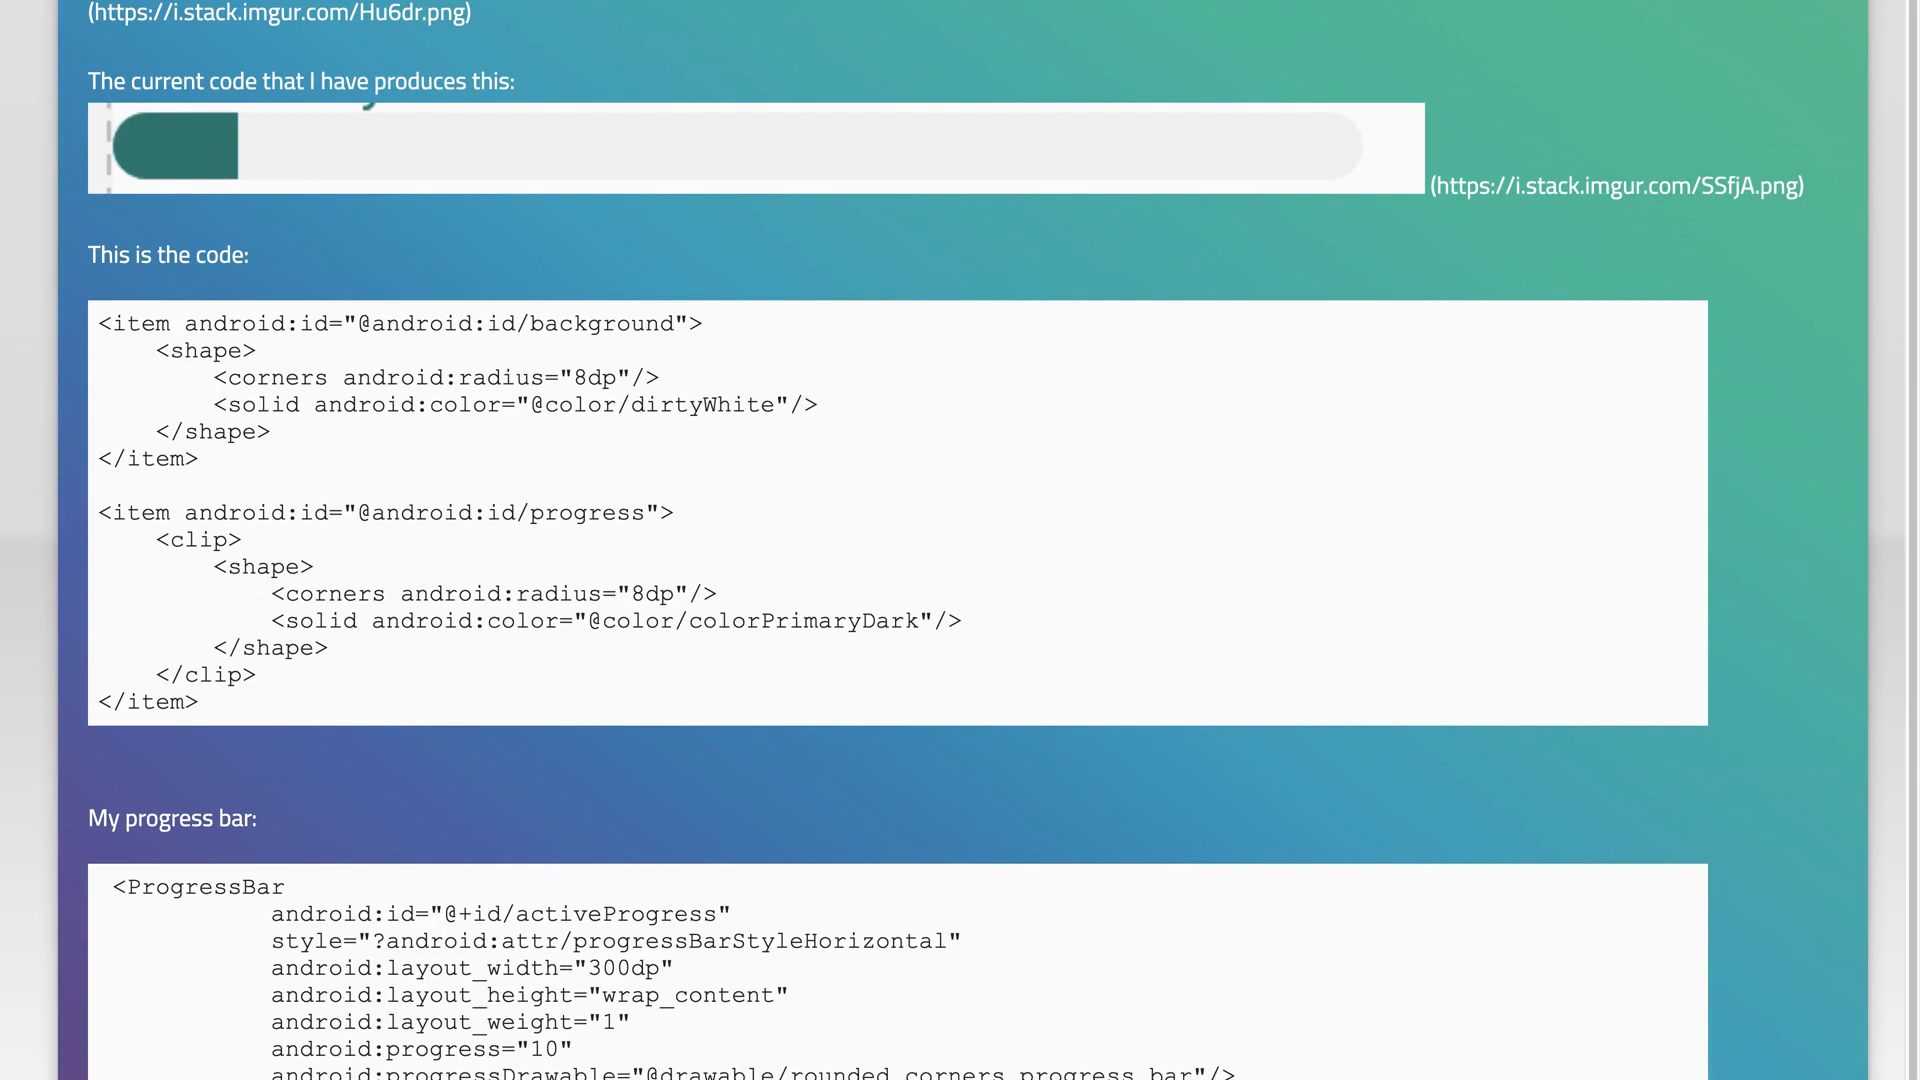 (https://i.stack.imgur.com/Hu6dr.png)
The current code that I have produces this:
(https://i.stack.imgur.com/SSfjA.png)
This is the code:
<item android:id="@android:id/background">
    <shape>
        <corners android:radius="8dp"/>
        <solid android:color="@color/dirtyWhite"/>
    </shape>
</item>
<item android:id="@android:id/progress">
    <clip>
        <shape>
            <corners android:radius="8dp"/>
            <solid android:color="@color/colorPrimaryDark"/>
        </shape>
    </clip>
</item>
My progress bar:
<ProgressBar
           android:id="@+id/activeProgress"
           style="?android:attr/progressBarStyleHorizontal"
           android:layout_width="300dp"
           android:layout_height="wrap_content"
           android:layout_weight="1"
           android:progress="10"
           android:progressDrawable="@drawable/rounded_corners_progress_bar"/>